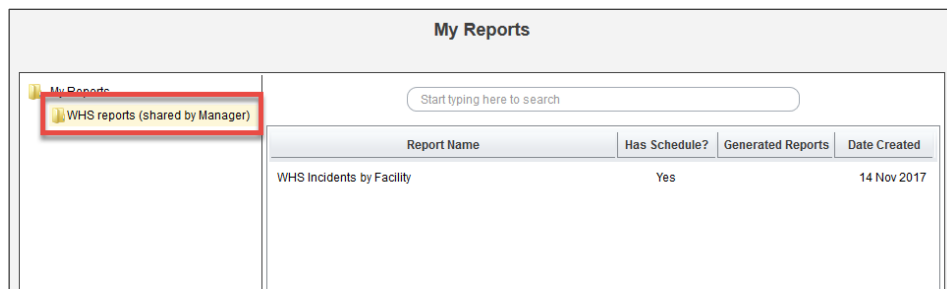 My Reports
My Reports
WHS reports (shared by Manager)
Start typing here to search
Report Name Has Schedule? Generated Reports Date Created
WHS Incidents by Facility Yes 14 Nov 2017